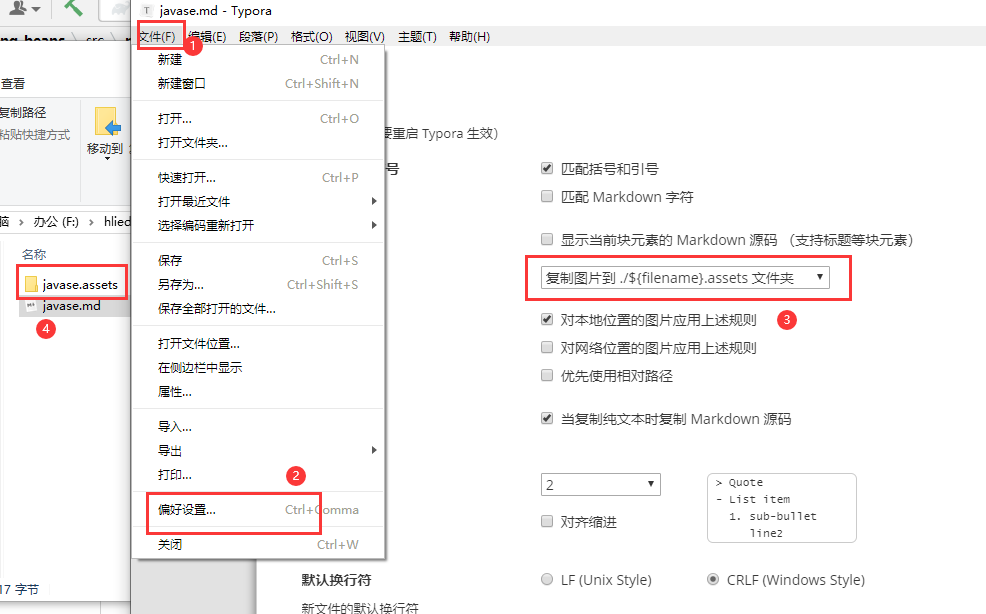 javase.md - Typora
文件(F) 编辑(E) 段落(P) 格式(O) 视图(V) 主题(T) 帮助(H)
1
新建 Ctrl+N
新建窗口 Ctrl+Shift+N
打开... Ctrl+O
打开文件夹...
快速打开... Ctrl+P
打开最近文件
选择编码重新打开
保存 Ctrl+S
另存为... Ctrl+Shift+S
保存全部打开的文件...
打开文件位置...
在侧边栏中显示
属性...
导入...
导出
打印...
2
偏好设置... Ctrl+Comma
关闭 Ctrl+W
src
查看
复制路径
粘贴快捷方式
移动到
办公 (F:) › hlied
名称
javase.assets
javase.md
4
17 字节
要重启 Typora 生效)
号
匹配括号和引号
匹配 Markdown 字符
显示当前块元素的 Markdown 源码 （支持标题等块元素）
复制图片到 ./${filename}.assets 文件夹
对本地位置的图片应用上述规则
3
对网络位置的图片应用上述规则
优先使用相对路径
当复制纯文本时复制 Markdown 源码
2
> Quote
- List item
1. sub-bullet
line2
对齐缩进
默认换行符
LF (Unix Style) CRLF (Windows Style)
新文件的默认换行符